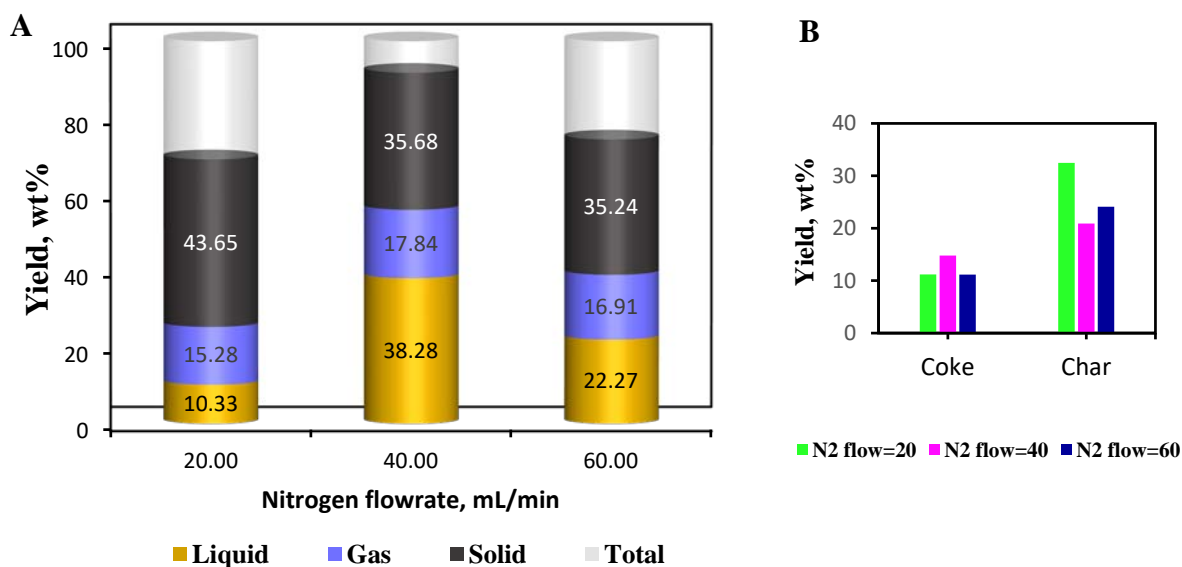 A
Yield, wt%
100
80
60
40
20
0
43.65
15.28
10.33
35.68
17.84
38.28
35.24
16.91
22.27
20.00 40.00 60.00
Nitrogen flowrate, mL/min
Liquid Gas Solid Total
B
Yield, wt%
40
30
20
10
0
Coke Char
N2 flow=20 N2 flow=40 N2 flow=60